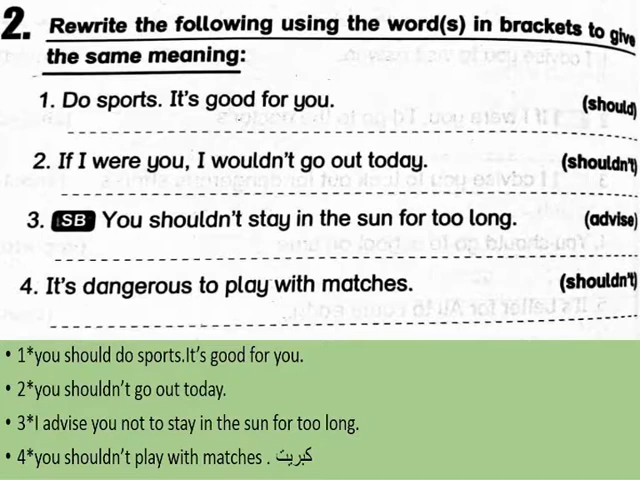 2. Rewrite the following using the word(s) in brackets to give
the same meaning:
1. Do sports. It's good for you. (should)
2. If I were you, I wouldn't go out today. (shouldn't)
3. SB You shouldn't stay in the sun for too long. (advise)
4. It's dangerous to play with matches. (shouldn't)
• 1*you should do sports.It's good for you.
• 2*you shouldn't go out today.
• 3*I advise you not to stay in the sun for too long.
• 4*you shouldn't play with matches . كبريت